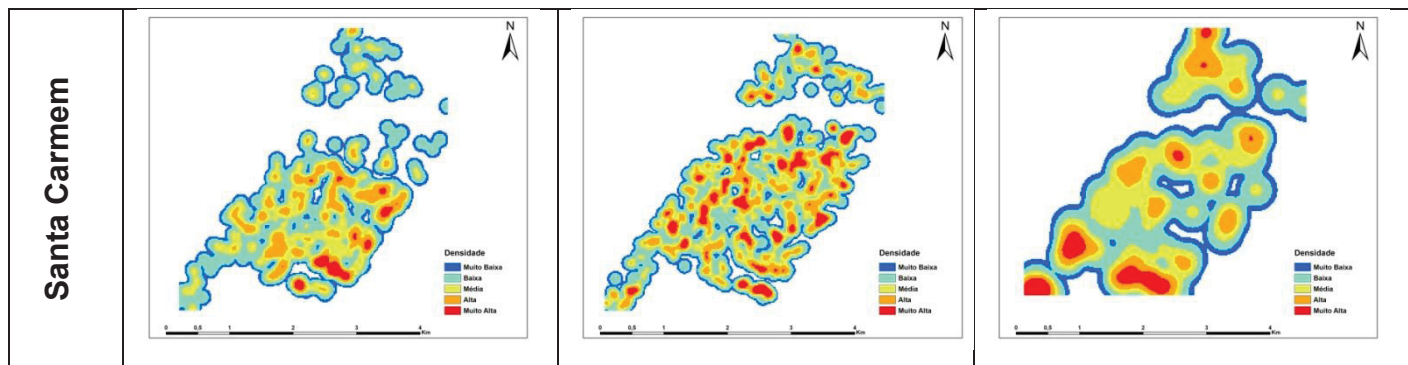 Santa Carmem
N
Densidade
Muito Baixa
Baixa
Média
Alta
Muito Alta
0 0,5 1 2 3 4
Km
N
Densidade
Muito Baixa
Baixa
Média
Alta
Muito Alta
0 0,5 1 2 3 4
Km
N
Densidade
Muito Baixa
Baixa
Média
Alta
Muito Alta
0 0,5 1 2 3 4
Km